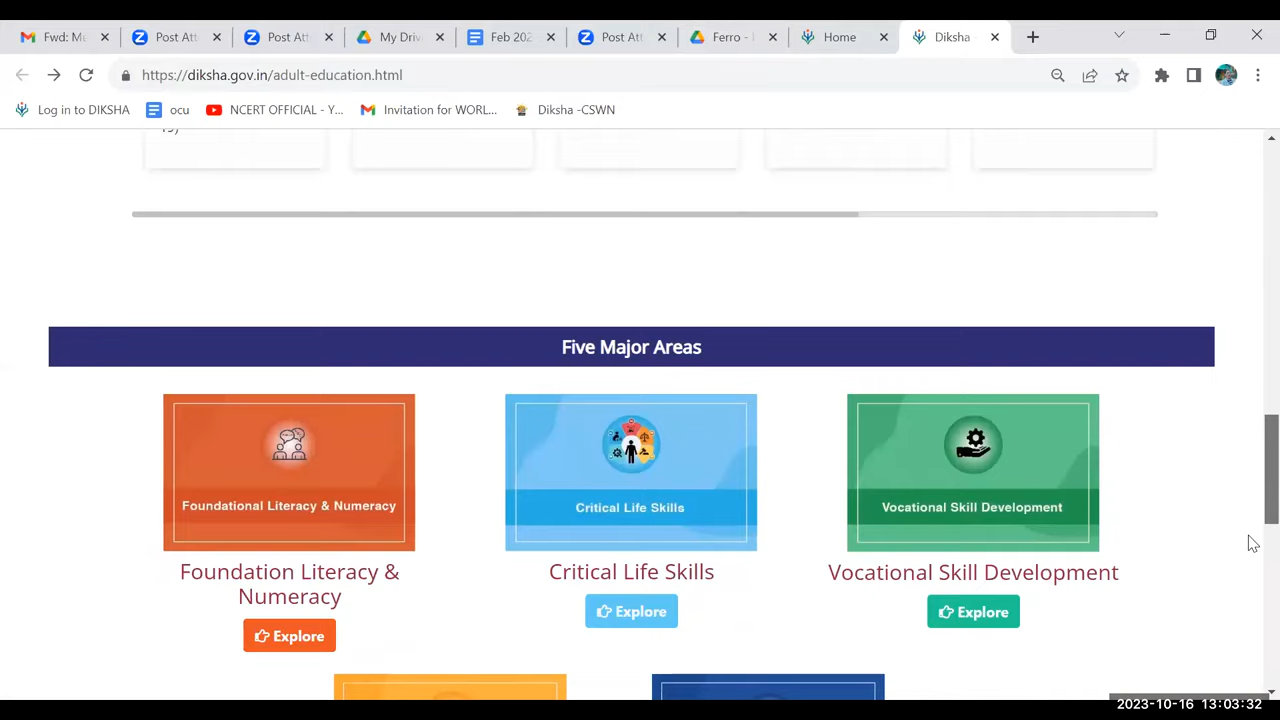 Fwd: M
Post Att
Post Att
My Driv
Feb 202
Post Att
Ferro -
Home
Diksha
https://diksha.gov.in/adult-education.html
Log in to DIKSHA
ocu
NCERT OFFICIAL - Y...
Invitation for WORL...
Diksha -CSWN
Five Major Areas
Foundational Literacy & Numeracy
Critical Life Skills
Vocational Skill Development
Foundation Literacy &
Numeracy
Critical Life Skills
Vocational Skill Development
Explore
Explore
Explore
2023-10-16 13:03:32